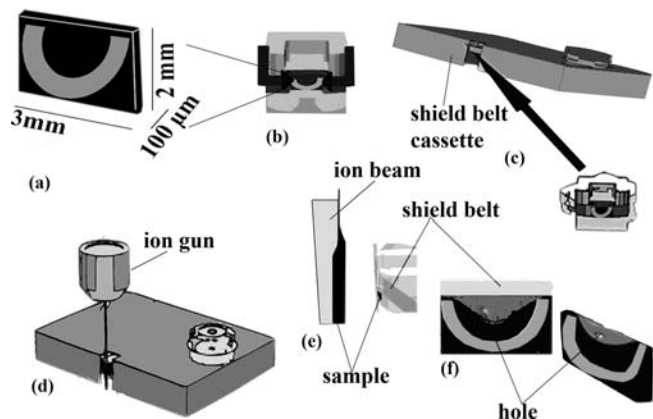 2 mm
3mm
100 μm
(a)
(b)
shield belt
cassette
(c)
ion gun
(d)
ion beam
shield belt
(e)
sample
(f)
hole